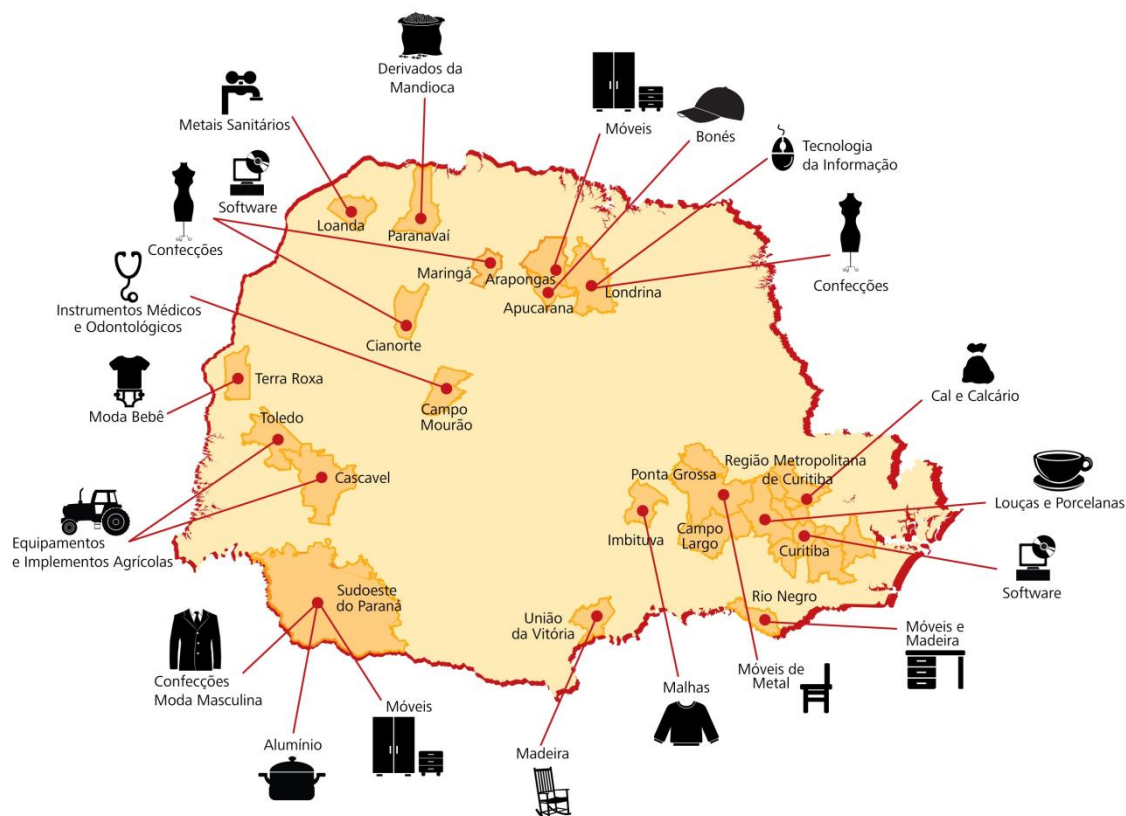 Derivados da
Mandioca
Metais Sanitários
Móveis
Bonés
Tecnologia
da Informação
Software
Confecções
Loanda
Paranavaí
Maringá
Arapongas
Apucarana
Londrina
Confecções
Instrumentos Médicos
e Odontológicos
Cianorte
Terra Roxa
Moda Bebê
Campo
Mourão
Cal e Calcário
Toledo
Cascavel
Ponta Grossa
Região Metropolitana
de Curitiba
Louças e Porcelanas
Equipamentos
e Implementos Agrícolas
Imbituva
Campo
Largo
Curitiba
Software
Sudoeste
do Paraná
União
da Vitória
Rio Negro
Móveis e
Madeira
Confecções
Moda Masculina
Móveis
Malhas
Móveis de
Metal
Alumínio
Madeira